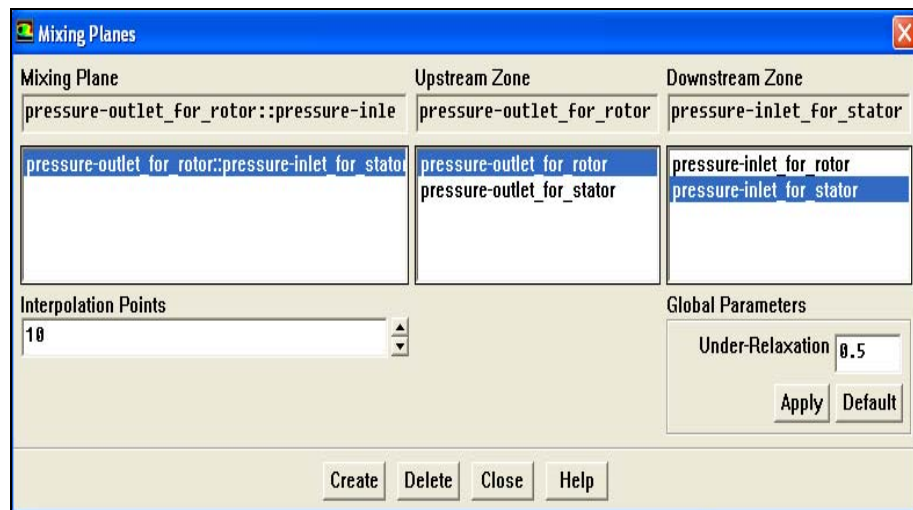 Mixing Planes
Mixing Plane
pressure-outlet_for_rotor::pressure-inle
pressure-outlet_for_rotor::pressure-inlet_for_stator
Interpolation Points
10
Upstream Zone
pressure-outlet_for_rotor
pressure-outlet_for_rotor
pressure-outlet_for_stator
Downstream Zone
pressure-inlet_for_stator
pressure-inlet_for_rotor
pressure-inlet_for_stator
Global Parameters
Under-Relaxation 0.5
Apply Default
Create Delete Close Help